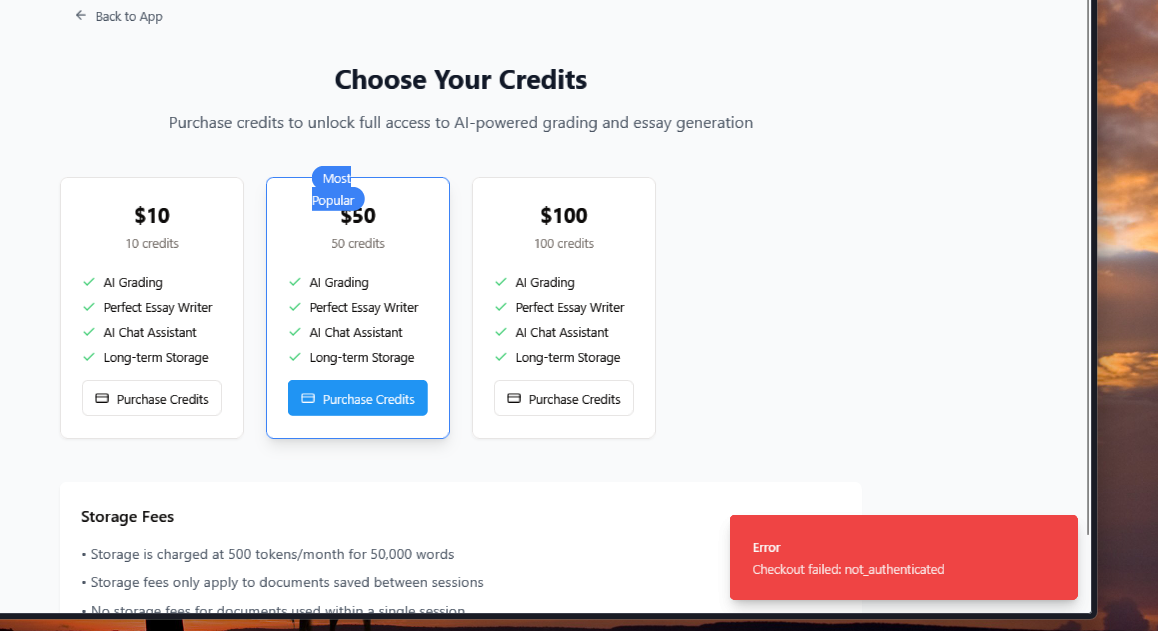 Back to App
Choose Your Credits
Purchase credits to unlock full access to AI-powered grading and essay generation
$10
10 credits
✓ AI Grading
✓ Perfect Essay Writer
✓ AI Chat Assistant
✓ Long-term Storage
Purchase Credits
Most
Popular
$50
50 credits
✓ AI Grading
✓ Perfect Essay Writer
✓ AI Chat Assistant
✓ Long-term Storage
Purchase Credits
$100
100 credits
✓ AI Grading
✓ Perfect Essay Writer
✓ AI Chat Assistant
✓ Long-term Storage
Purchase Credits
Storage Fees
• Storage is charged at 500 tokens/month for 50,000 words
• Storage fees only apply to documents saved between sessions
• No storage fees for documents used within a single session
Error
Checkout failed: not_authenticated